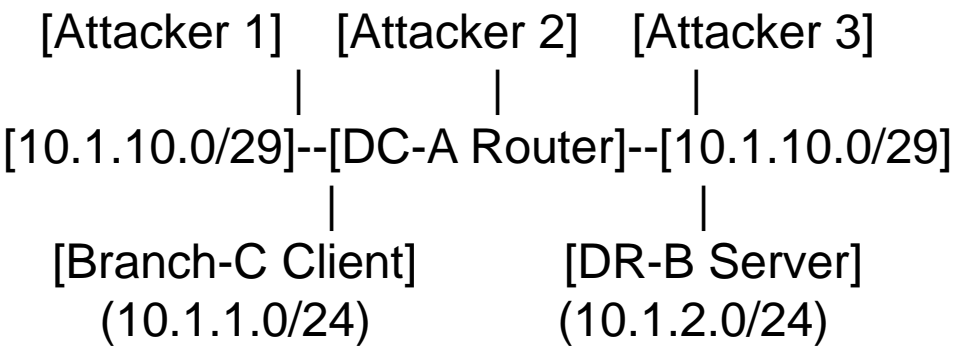 [Attacker 1] [Attacker 2] [Attacker 3]
| | |
[10.1.10.0/29]--[DC-A Router]--[10.1.10.0/29]
| |
[Branch-C Client] [DR-B Server]
(10.1.1.0/24) (10.1.2.0/24)